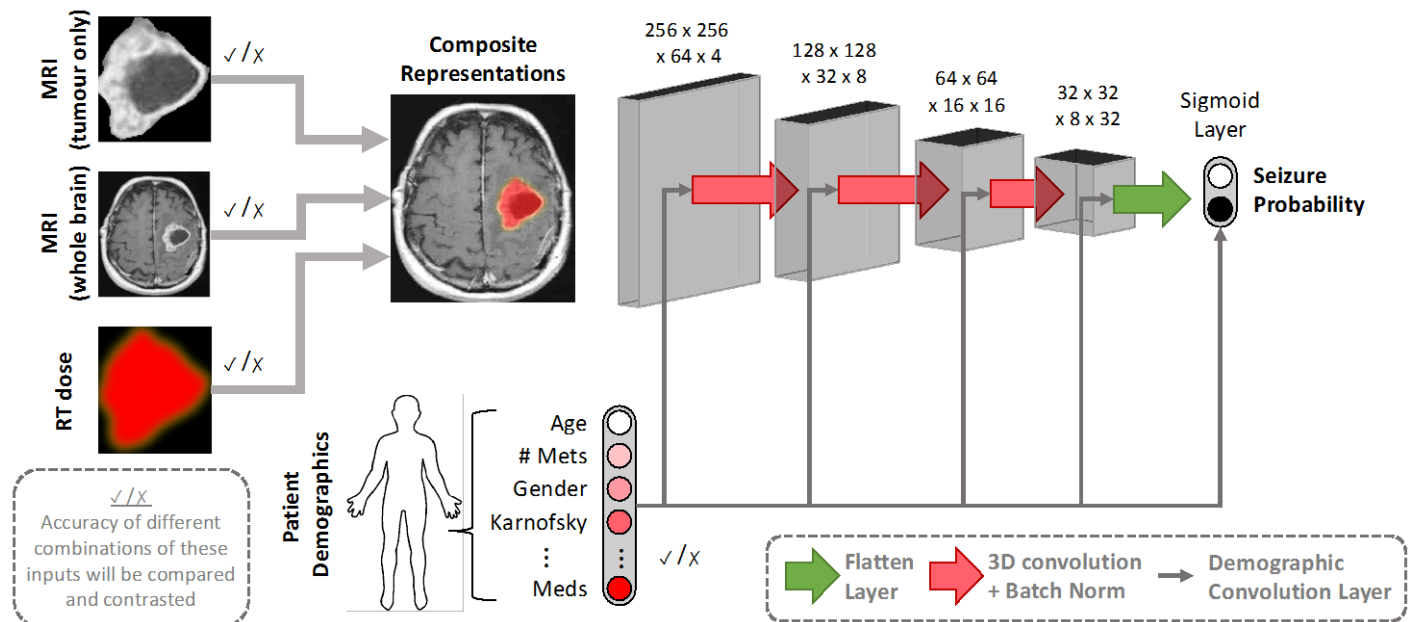 MRI
(tumour only)
✓/X
MRI
(whole brain)
✓/X
RT dose
✓/X
Composite
Representations
256 x 256
x 64 x 4
128 x 128
x 32 x 8
64 x 64
x 16 x 16
32 x 32
x 8 x 32
Sigmoid
Layer
Seizure
Probability
✓/X
Accuracy of different
combinations of these
inputs will be compared
and contrasted
Patient
Demographics
Age
# Mets
Gender
Karnofsky
⋮ ⋮
Meds
✓/X
Flatten
Layer
3D convolution
+ Batch Norm
Demographic
Convolution Layer